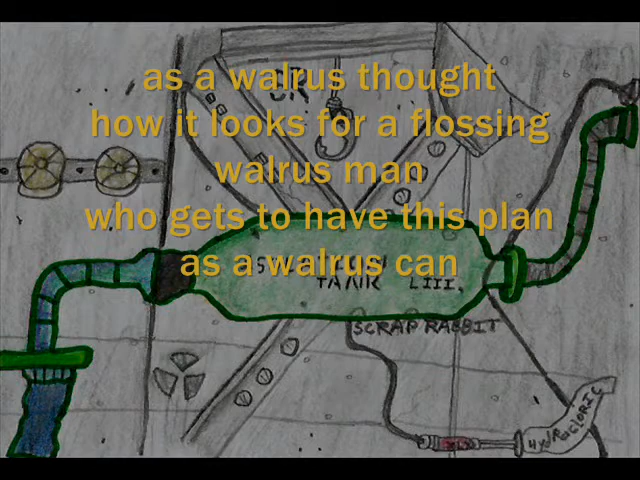 as a walrus thought
how it looks for a flossing
walrus man
who gets to have this plan
as a walrus can
TANK LIII.
SCRAP RABBIT